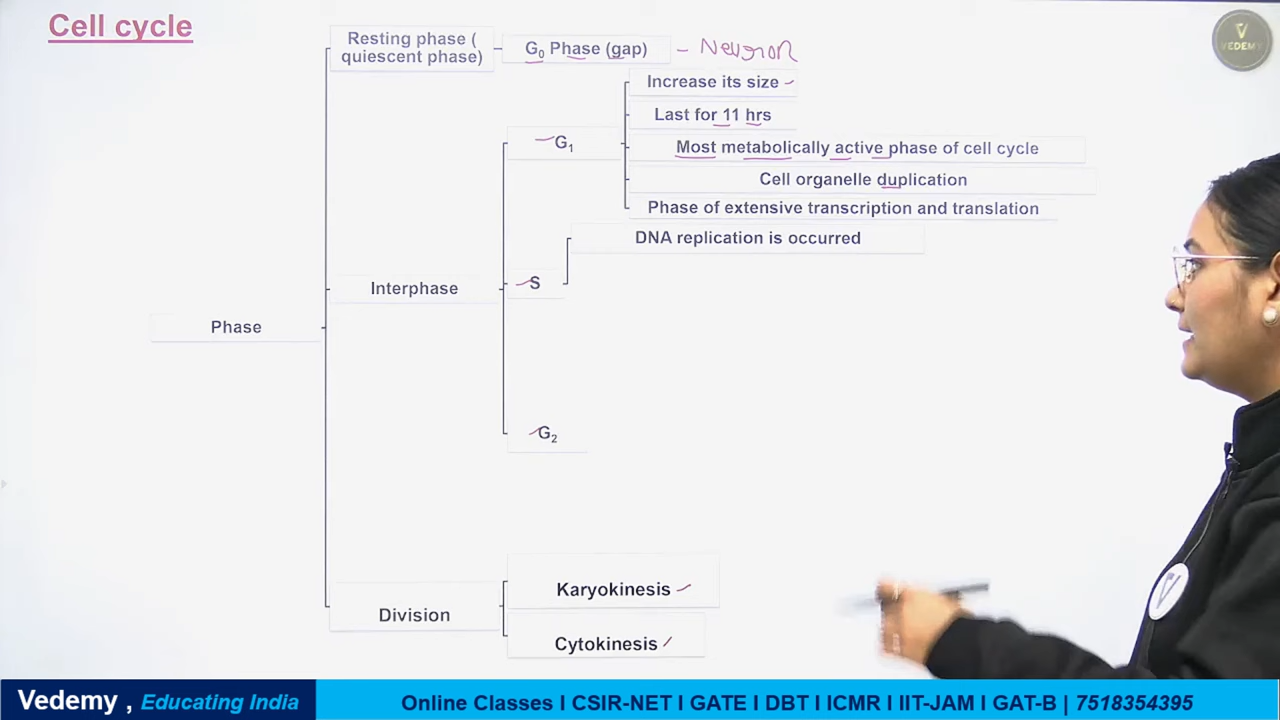 Cell cycle
Resting phase (
quiescent phase)
G₀ Phase (gap)
- Neuron
Increase its size
Last for 11 hrs
G₁
Most metabolically active phase of cell cycle
Cell organelle duplication
Phase of extensive transcription and translation
DNA replication is occurred
S
Interphase
Phase
G₂
Karyokinesis
Division
Cytokinesis
VEDEMY
Vedemy , Educating India
Online Classes I CSIR-NET I GATE I DBT I ICMR I IIT-JAM I GAT-B | 7518354395